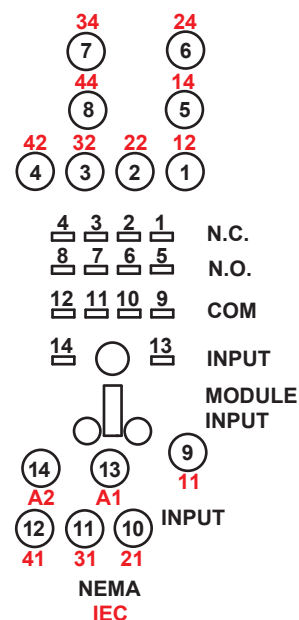 34 24
7 6
44 14
8 5
42 32 22 12
4 3 2 1
4 3 2 1 N.C.
8 7 6 5 N.O.
12 11 10 9 COM
14 13 INPUT
MODULE
INPUT
9
14 13
11
A2 A1
INPUT
12 11 10
41 31 21
NEMA
IEC